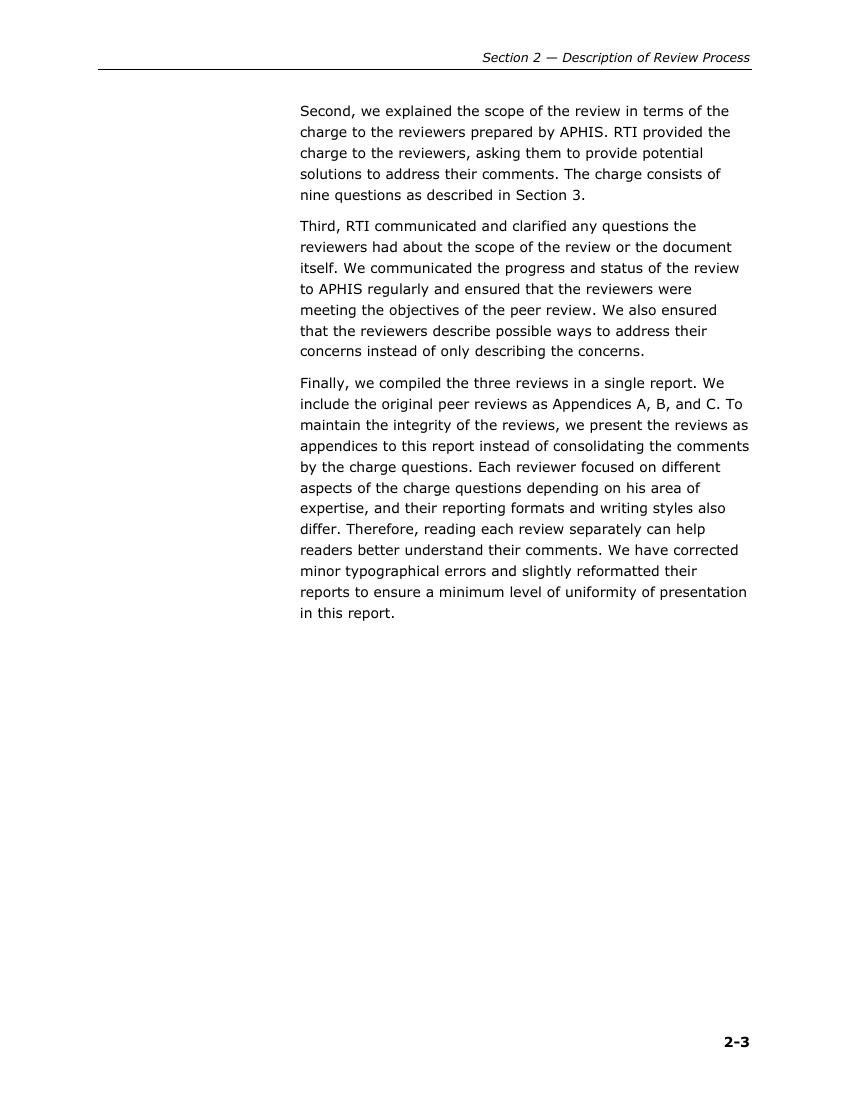 Section 2 — Description of Review Process
Second, we explained the scope of the review in terms of the
charge to the reviewers prepared by APHIS. RTI provided the
charge to the reviewers, asking them to provide potential
solutions to address their comments. The charge consists of
nine questions as described in Section 3.
Third, RTI communicated and clarified any questions the
reviewers had about the scope of the review or the document
itself. We communicated the progress and status of the review
to APHIS regularly and ensured that the reviewers were
meeting the objectives of the peer review. We also ensured
that the reviewers describe possible ways to address their
concerns instead of only describing the concerns.
Finally, we compiled the three reviews in a single report. We
include the original peer reviews as Appendices A, B, and C. To
maintain the integrity of the reviews, we present the reviews as
appendices to this report instead of consolidating the comments
by the charge questions. Each reviewer focused on different
aspects of the charge questions depending on his area of
expertise, and their reporting formats and writing styles also
differ. Therefore, reading each review separately can help
readers better understand their comments. We have corrected
minor typographical errors and slightly reformatted their
reports to ensure a minimum level of uniformity of presentation
in this report.
2-3